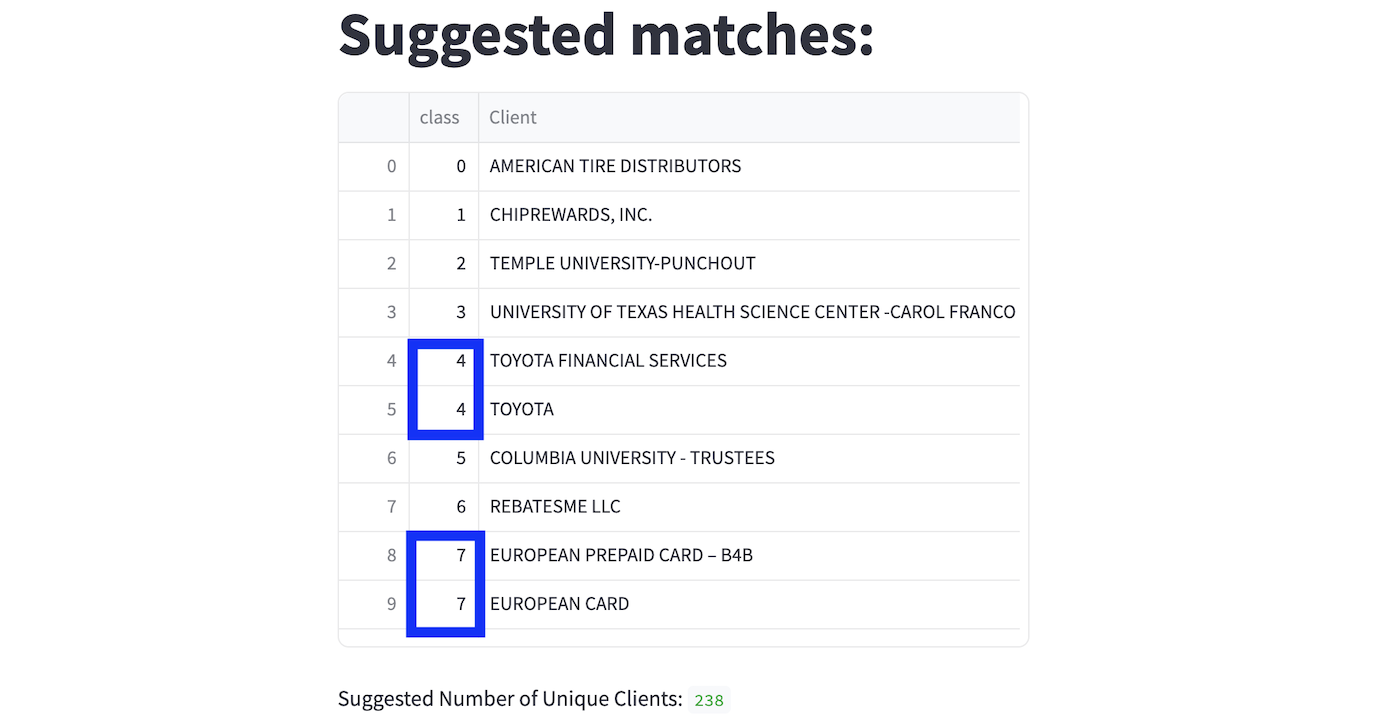 Suggested matches:
class Client
0 0 AMERICAN TIRE DISTRIBUTORS
1 1 CHIPREWARDS, INC.
2 2 TEMPLE UNIVERSITY-PUNCHOUT
3 3 UNIVERSITY OF TEXAS HEALTH SCIENCE CENTER -CAROL FRANCO
4 4 TOYOTA FINANCIAL SERVICES
5 4 TOYOTA
6 5 COLUMBIA UNIVERSITY - TRUSTEES
7 6 REBATESME LLC
8 7 EUROPEAN PREPAID CARD – B4B
9 7 EUROPEAN CARD
Suggested Number of Unique Clients: 238